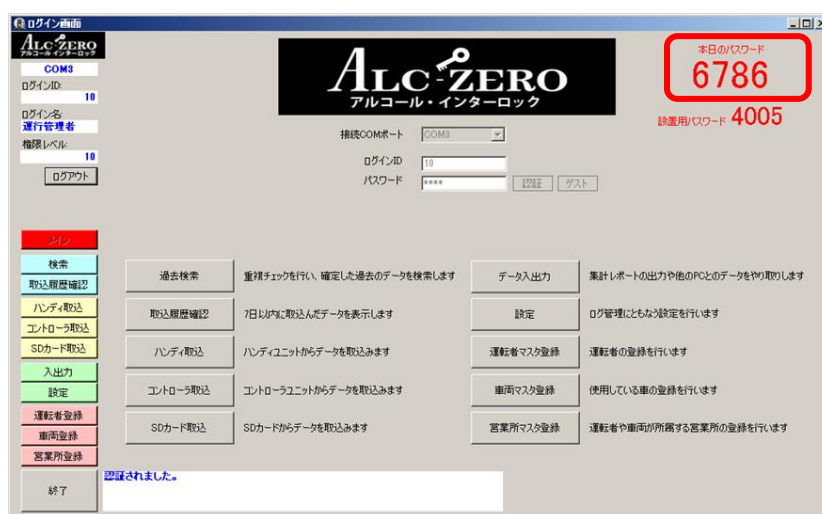 ログイン画面
ALC-ZERO
アルコール・インターロック
COM3
ログインID:
10
ログイン名:
運行管理者
権限レベル:
10
ログアウト
ALC-ZERO
アルコール・インターロック
本日のパスワード
6786
設置用パスワード 4005
接続COMポート COM3
ログインID 10
パスワード **** 認証 ゲスト
メイン
検索
取込履歴確認
ハンディ取込
コントローラ取込
SDカード取込
入出力
設定
運転者登録
車両登録
営業所登録
終了
過去検索 重複チェックを行い、確定した過去のデータを検索します
取込履歴確認 7日以内に取込んだデータを表示します
ハンディ取込 ハンディユニットからデータを取込みます
コントローラ取込 コントローラユニットからデータを取込みます
SDカード取込 SDカードからデータを取込みます
データ入出力 集計レポートの出力や他のPCとのデータをやり取りします
設定 ログ管理にともなう設定を行います
運転者マスタ登録 運転者の登録を行います
車両マスタ登録 使用している車の登録を行います
営業所マスタ登録 運転者や車両が所属する営業所の登録を行います
認証されました。